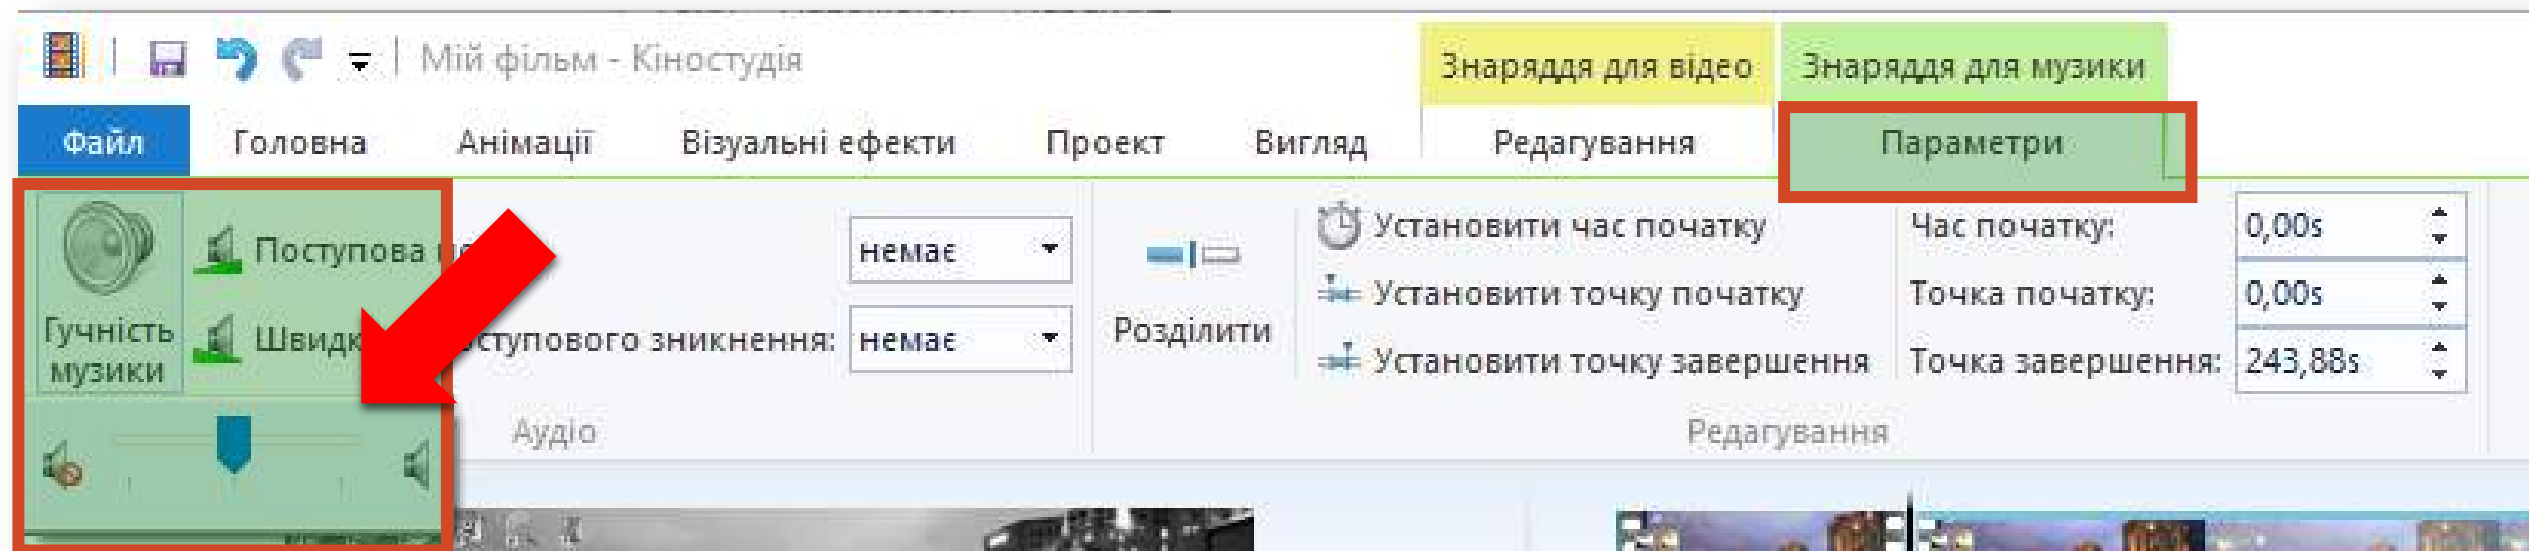 Мій фільм - Кіностудія
Знаряддя для відео
Знаряддя для музики
Файл
Головна
Анімації
Візуальні ефекти
Проект
Вигляд
Редагування
Параметри
Гучність
музики
Поступова
немає
поступового зникнення:
немає
Аудіо
Розділити
Установити час початку
Установити точку початку
Установити точку завершення
Час початку:
0,00s
Точка початку:
0,00s
Точка завершення:
243,88s
Редагування